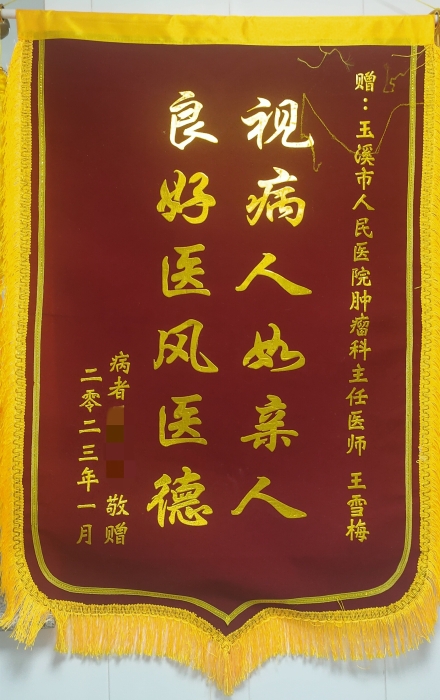 赠：玉溪市人民医院肿瘤科主任医师 王雪梅
视病人如亲人
良好医风医德
病者 敬赠
二零二三年一月